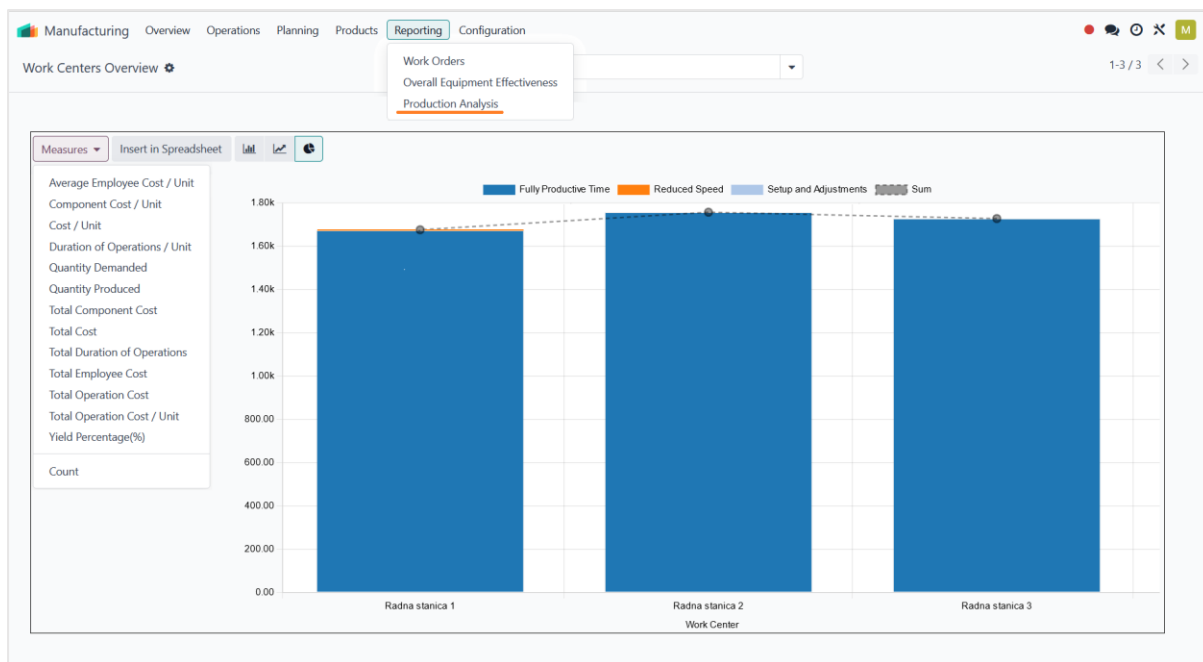 Manufacturing Overview Operations Planning Products Reporting Configuration M
Work Centers Overview 1-3 / 3
Work Orders
Overall Equipment Effectiveness
Production Analysis
Measures Insert in Spreadsheet
Average Employee Cost / Unit
Component Cost / Unit
Cost / Unit
Duration of Operations / Unit
Quantity Demanded
Quantity Produced
Total Component Cost
Total Cost
Total Duration of Operations
Total Employee Cost
Total Operation Cost
Total Operation Cost / Unit
Yield Percentage(%)
Count
Fully Productive Time Reduced Speed Setup and Adjustments Sum
1.80k
1.60k
1.40k
1.20k
1.00k
800.00
600.00
400.00
200.00
0.00
Radna stanica 1 Radna stanica 2 Radna stanica 3
Work Center